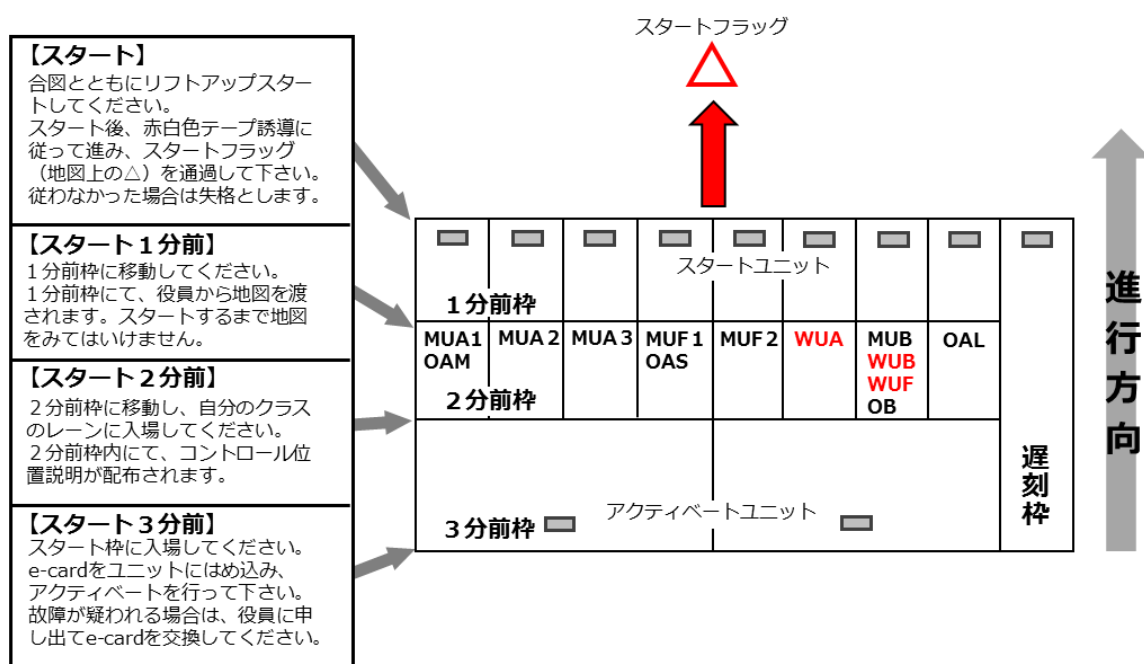 【スタート】
合図とともにリフトアップスター
トしてください。
スタート後、赤白色テープ誘導に
従って進み、スタートフラッグ
（地図上の△）を通過して下さい。
従わなかった場合は失格とします。
【スタート１分前】
１分前枠に移動してください。
１分前枠にて、役員から地図を渡
されます。スタートするまで地図
をみてはいけません。
【スタート２分前】
２分前枠に移動し、自分のクラス
のレーンに入場してください。
２分前枠内にて、コントロール位
置説明が配布されます。
【スタート３分前】
スタート枠に入場してください。
e-cardをユニットにはめ込み、
アクティベートを行って下さい。
故障が疑われる場合は、役員に申
し出てe-cardを交換してください。
スタートフラッグ
スタートユニット
１分前枠
MUA1
OAM
MUA2
MUA3
MUF1
OAS
MUF2
WUA
MUB
WUB
WUF
OB
OAL
２分前枠
アクティベートユニット
３分前枠
遅刻枠
進行方向